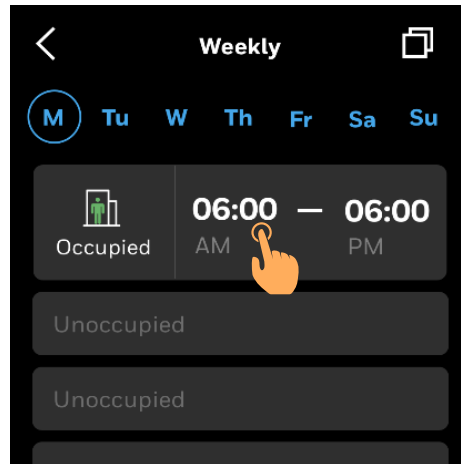 Weekly
M Tu W Th Fr Sa Su
06:00 — 06:00
Occupied AM PM
Unoccupied
Unoccupied